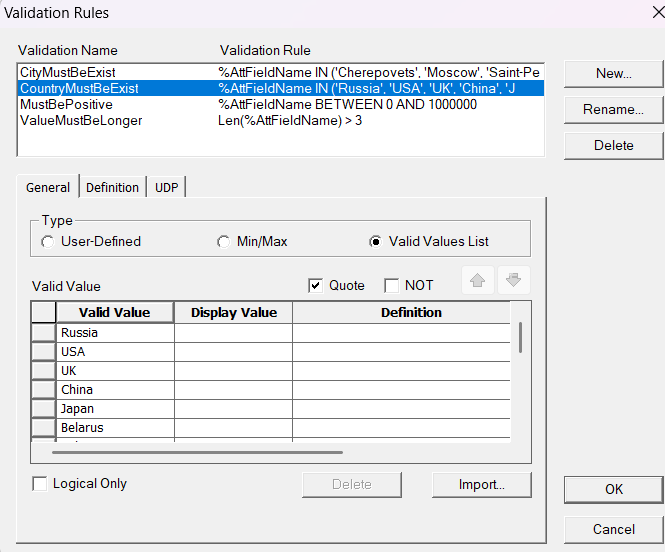 Validation Rules
Validation Name Validation Rule
CityMustBeExist %AttFieldName IN ('Cherepovets', 'Moscow', 'Saint-Pe
CountryMustBeExist %AttFieldName IN ('Russia', 'USA', 'UK', 'China', 'J
MustBePositive %AttFieldName BETWEEN 0 AND 1000000
ValueMustBeLonger Len(%AttFieldName) > 3
New...
Rename...
Delete
General Definition UDP
Type
User-Defined Min/Max Valid Values List
Valid Value Quote NOT
Valid Value Display Value Definition
Russia
USA
UK
China
Japan
Belarus
Logical Only Delete Import...
OK
Cancel